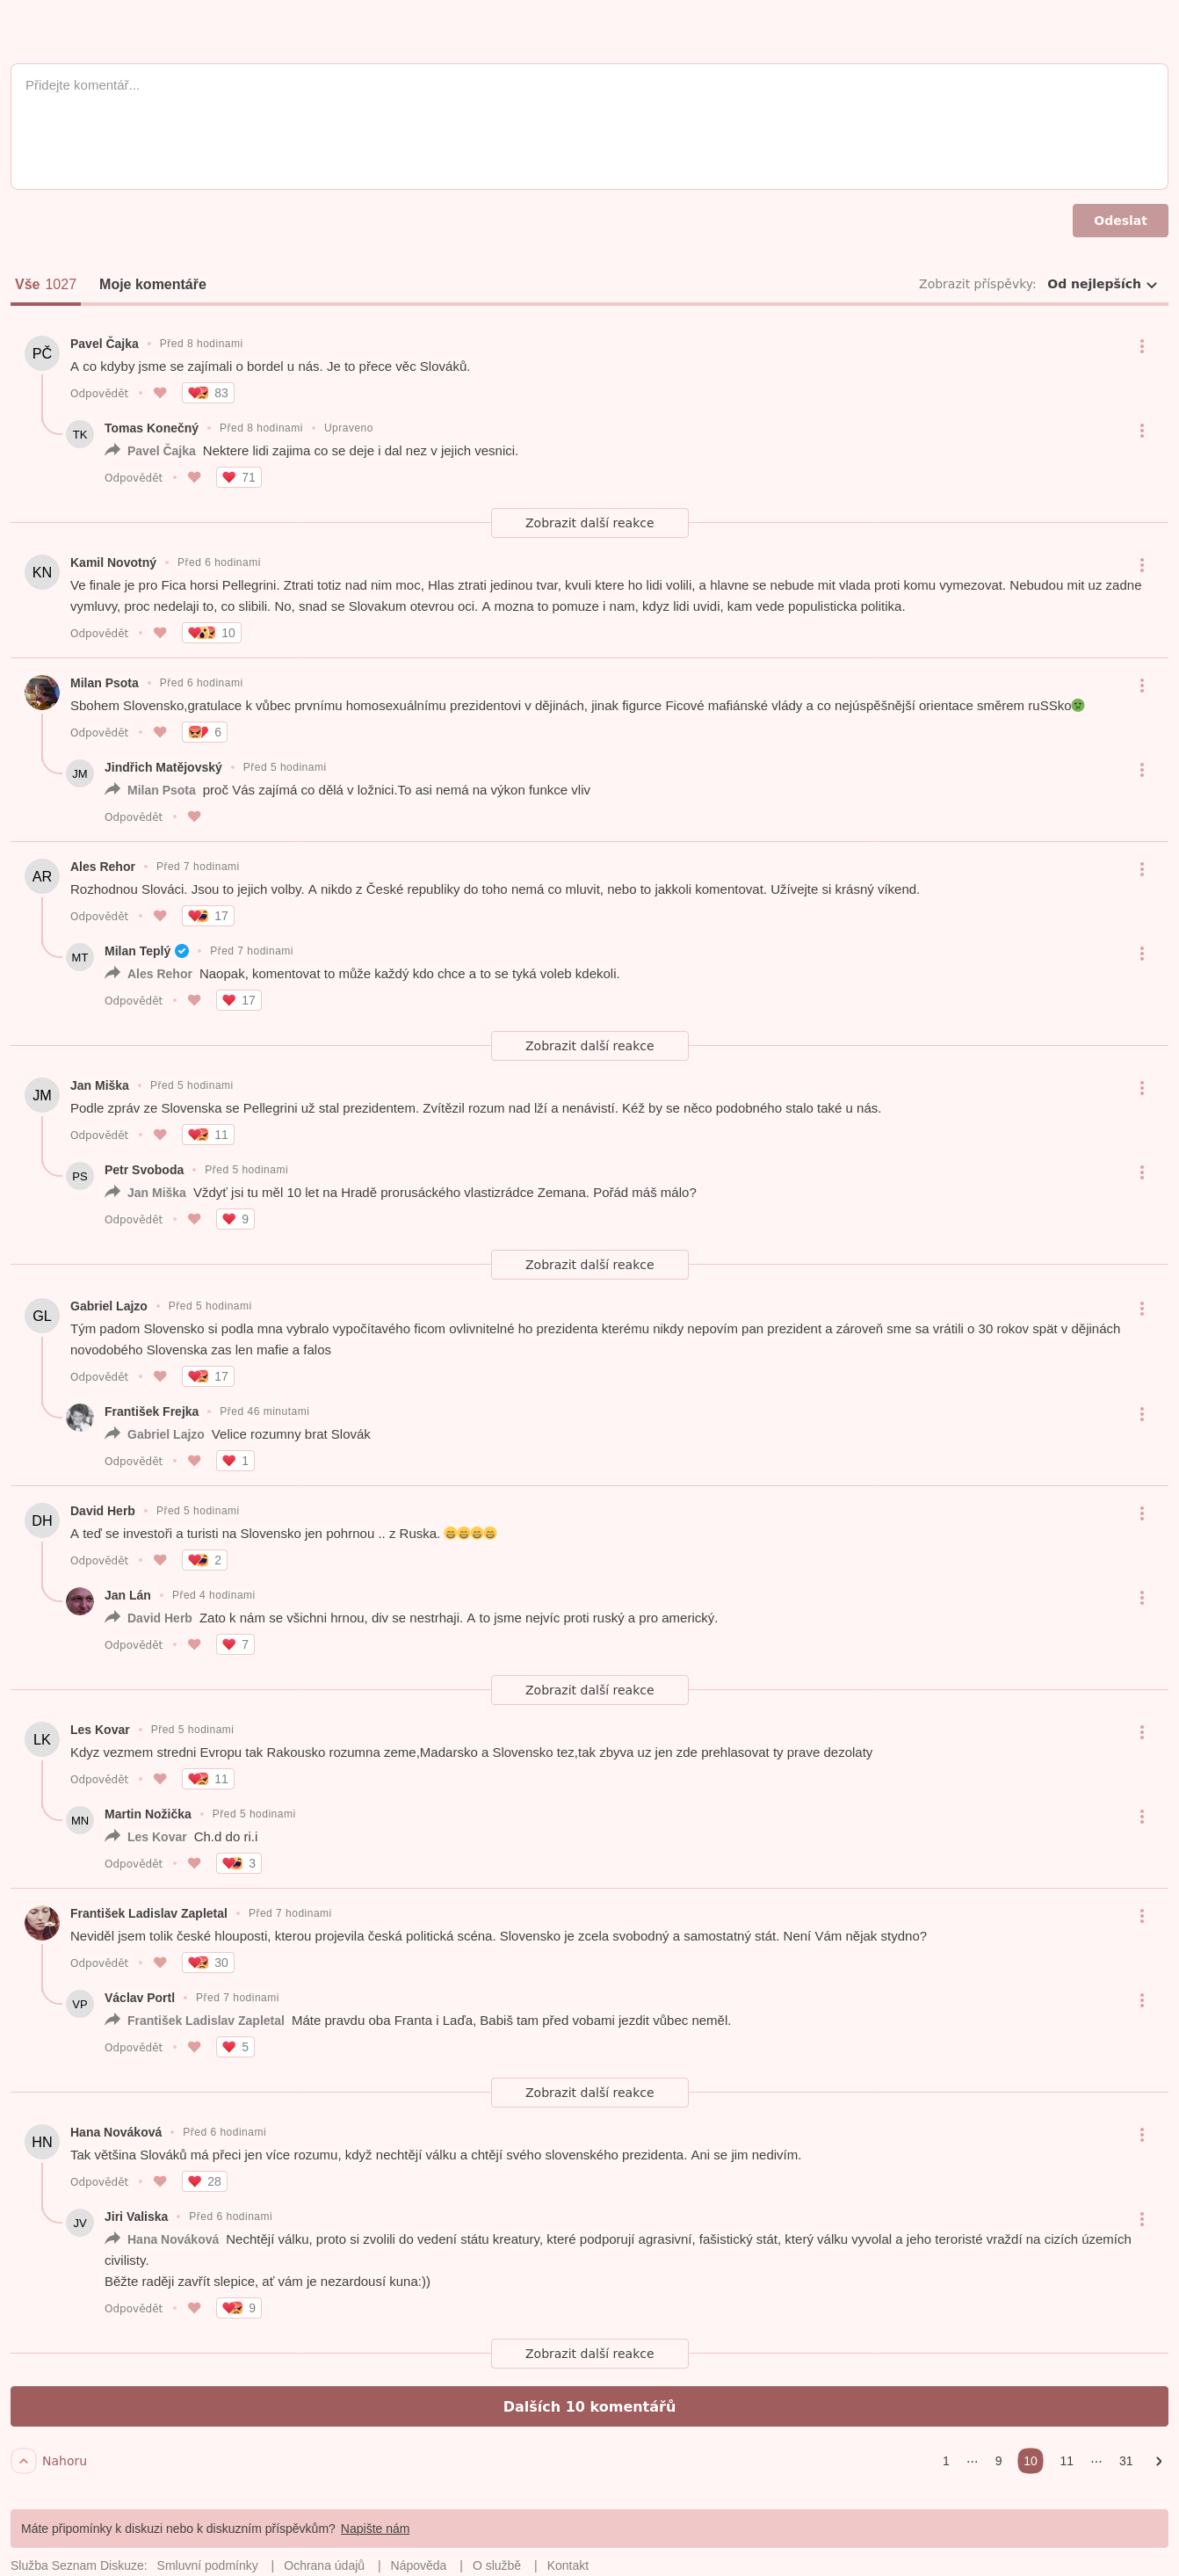 Přidejte komentář...
Odeslat
Vše 1027 Moje komentáře Zobrazit příspěvky: Od nejlepších
PČ Pavel Čajka • Před 8 hodinami
A co kdyby jsme se zajímali o bordel u nás. Je to přece věc Slováků.
Odpovědět • 83
TK Tomas Konečný • Před 8 hodinami • Upraveno
Pavel Čajka Nektere lidi zajima co se deje i dal nez v jejich vesnici.
Odpovědět • 71
Zobrazit další reakce
KN Kamil Novotný • Před 6 hodinami
Ve finale je pro Fica horsi Pellegrini. Ztrati totiz nad nim moc, Hlas ztrati jedinou tvar, kvuli ktere ho lidi volili, a hlavne se nebude mit vlada proti komu vymezovat. Nebudou mit uz zadne
vymluvy, proc nedelaji to, co slibili. No, snad se Slovakum otevrou oci. A mozna to pomuze i nam, kdyz lidi uvidi, kam vede populisticka politika.
Odpovědět • 10
Milan Psota • Před 6 hodinami
Sbohem Slovensko,gratulace k vůbec prvnímu homosexuálnímu prezidentovi v dějinách, jinak figurce Ficové mafiánské vlády a co nejúspěšnější orientace směrem ruSSko🤢
Odpovědět • 6
JM Jindřich Matějovský • Před 5 hodinami
Milan Psota proč Vás zajímá co dělá v ložnici.To asi nemá na výkon funkce vliv
Odpovědět •
AR Ales Rehor • Před 7 hodinami
Rozhodnou Slováci. Jsou to jejich volby. A nikdo z České republiky do toho nemá co mluvit, nebo to jakkoli komentovat. Užívejte si krásný víkend.
Odpovědět • 17
MT Milan Teplý • Před 7 hodinami
Ales Rehor Naopak, komentovat to může každý kdo chce a to se tyká voleb kdekoli.
Odpovědět • 17
Zobrazit další reakce
JM Jan Miška • Před 5 hodinami
Podle zpráv ze Slovenska se Pellegrini už stal prezidentem. Zvítězil rozum nad lží a nenávistí. Kéž by se něco podobného stalo také u nás.
Odpovědět • 11
PS Petr Svoboda • Před 5 hodinami
Jan Miška Vždyť jsi tu měl 10 let na Hradě prorusáckého vlastizrádce Zemana. Pořád máš málo?
Odpovědět • 9
Zobrazit další reakce
GL Gabriel Lajzo • Před 5 hodinami
Tým padom Slovensko si podla mna vybralo vypočítavého ficom ovlivnitelné ho prezidenta kterému nikdy nepovím pan prezident a zároveň sme sa vrátili o 30 rokov spät v dějinách
novodobého Slovenska zas len mafie a falos
Odpovědět • 17
František Frejka • Před 46 minutami
Gabriel Lajzo Velice rozumny brat Slovák
Odpovědět • 1
DH David Herb • Před 5 hodinami
A teď se investoři a turisti na Slovensko jen pohrnou .. z Ruska. 😄😄😄😄
Odpovědět • 2
Jan Lán • Před 4 hodinami
David Herb Zato k nám se všichni hrnou, div se nestrhaji. A to jsme nejvíc proti ruský a pro americký.
Odpovědět • 7
Zobrazit další reakce
LK Les Kovar • Před 5 hodinami
Kdyz vezmem stredni Evropu tak Rakousko rozumna zeme,Madarsko a Slovensko tez,tak zbyva uz jen zde prehlasovat ty prave dezolaty
Odpovědět • 11
MN Martin Nožička • Před 5 hodinami
Les Kovar Ch.d do ri.i
Odpovědět • 3
František Ladislav Zapletal • Před 7 hodinami
Neviděl jsem tolik české hlouposti, kterou projevila česká politická scéna. Slovensko je zcela svobodný a samostatný stát. Není Vám nějak stydno?
Odpovědět • 30
VP Václav Portl • Před 7 hodinami
František Ladislav Zapletal Máte pravdu oba Franta i Laďa, Babiš tam před vobami jezdit vůbec neměl.
Odpovědět • 5
Zobrazit další reakce
HN Hana Nováková • Před 6 hodinami
Tak většina Slováků má přeci jen více rozumu, když nechtějí válku a chtějí svého slovenského prezidenta. Ani se jim nedivím.
Odpovědět • 28
JV Jiri Valiska • Před 6 hodinami
Hana Nováková Nechtějí válku, proto si zvolili do vedení státu kreatury, které podporují agrasivní, fašistický stát, který válku vyvolal a jeho teroristé vraždí na cizích územích
civilisty.
Běžte raději zavřít slepice, ať vám je nezardousí kuna:))
Odpovědět • 9
Zobrazit další reakce
Dalších 10 komentářů
Nahoru 1 ... 9 10 11 ... 31
Máte připomínky k diskuzi nebo k diskuzním příspěvkům? Napište nám
Služba Seznam Diskuze: Smluvní podmínky | Ochrana údajů | Nápověda | O službě | Kontakt